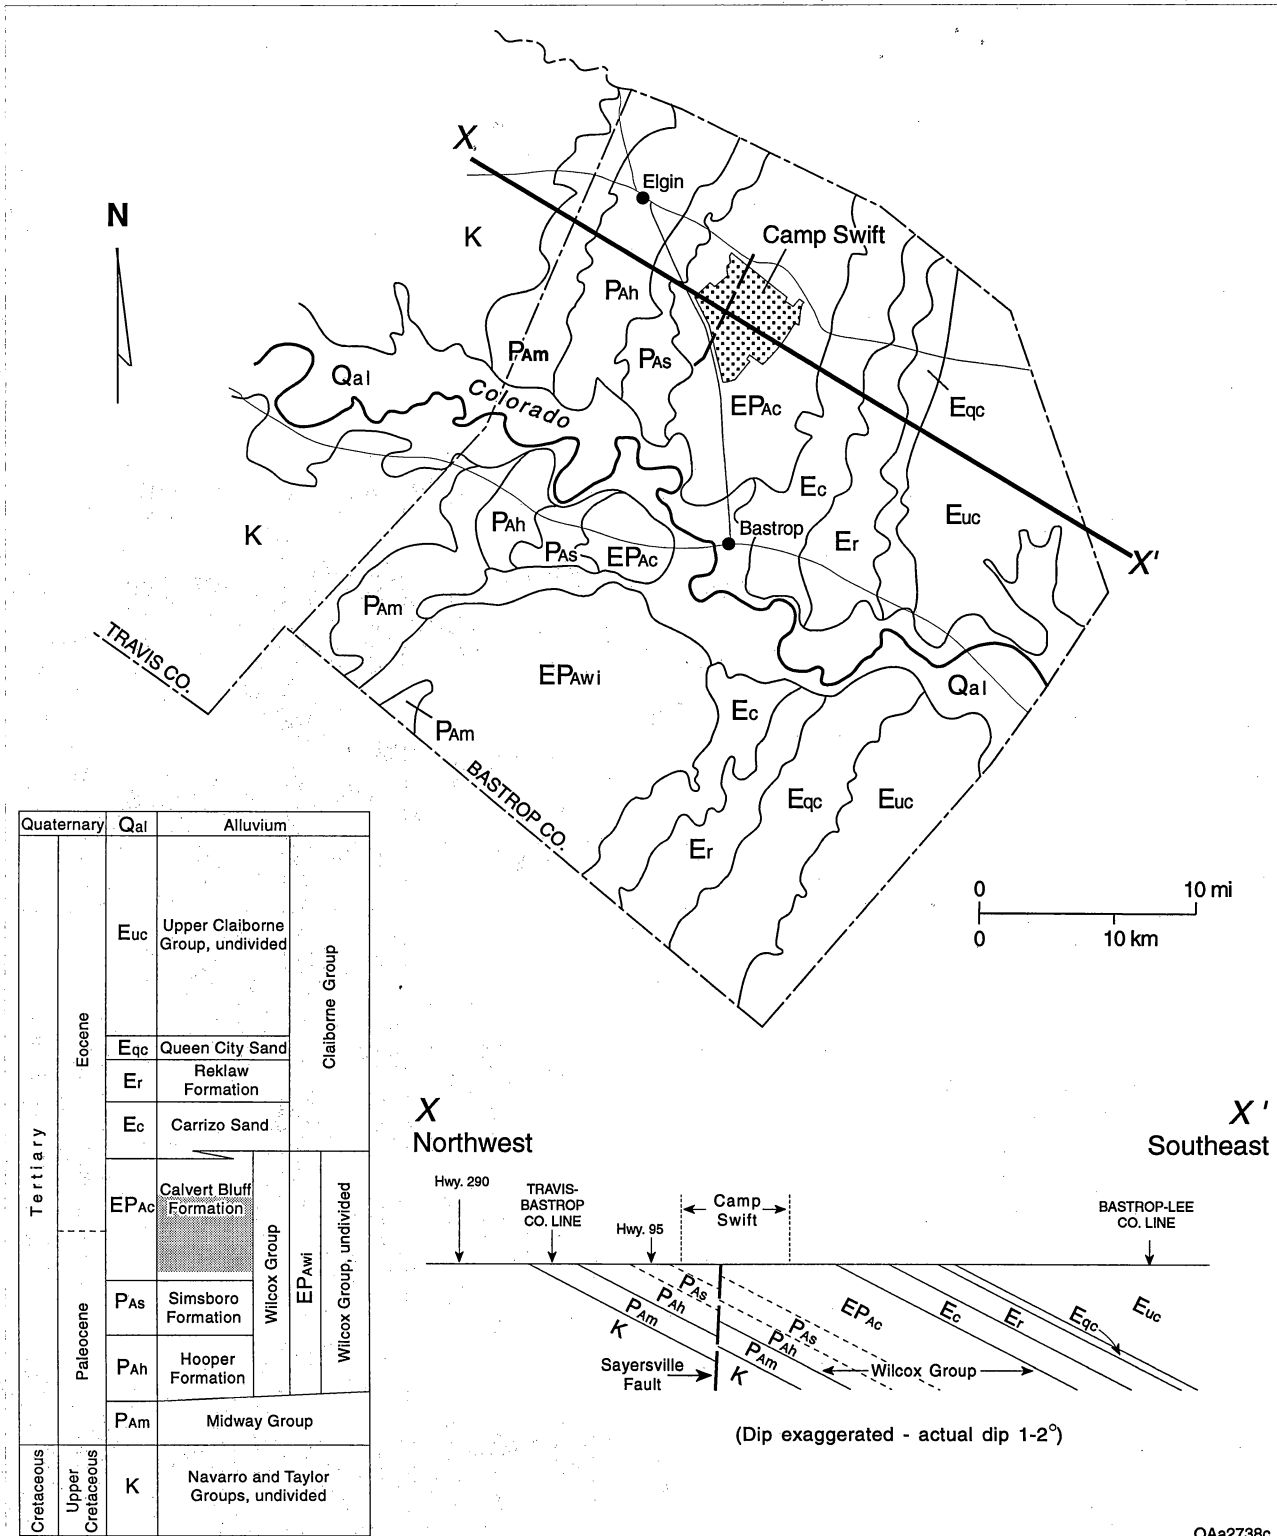 X
Elgin
N
K
Camp Swift
PAh
PAm
PAs
Qal
Colorado
EPAc
Eqc
Ec
Euc
K
PAh
Bastrop
Er
PAs
EPAc
X'
PAm
TRAVIS CO.
EPAwi
Qal
Ec
PAm
BASTROP CO.
Eqc
Euc
Er
0 10 mi
0 10 km
Quaternary Qal Alluvium
Euc
Upper Claiborne
Group, undivided
Claiborne Group
Eocene
Eqc Queen City Sand
Er
Reklaw
Formation
Ec Carrizo Sand
Tertiary
EPAc
Calvert Bluff
Formation
Wilcox Group
EPAwi
Wilcox Group, undivided
Paleocene
PAs
Simsboro
Formation
PAh
Hooper
Formation
PAm Midway Group
Cretaceous
Upper
Cretaceous
K
Navarro and Taylor
Groups, undivided
X
Northwest
X'
Southeast
Hwy. 290
TRAVIS-
BASTROP
CO. LINE
Hwy. 95
Camp
Swift
BASTROP-LEE
CO. LINE
PAs
PAh
PAm
K
PAs
PAh
PAm
K
EPAc
Ec
Er
Eqc
Euc
Sayersville
Fault
Wilcox Group
(Dip exaggerated - actual dip 1-2°)
QAa2738c